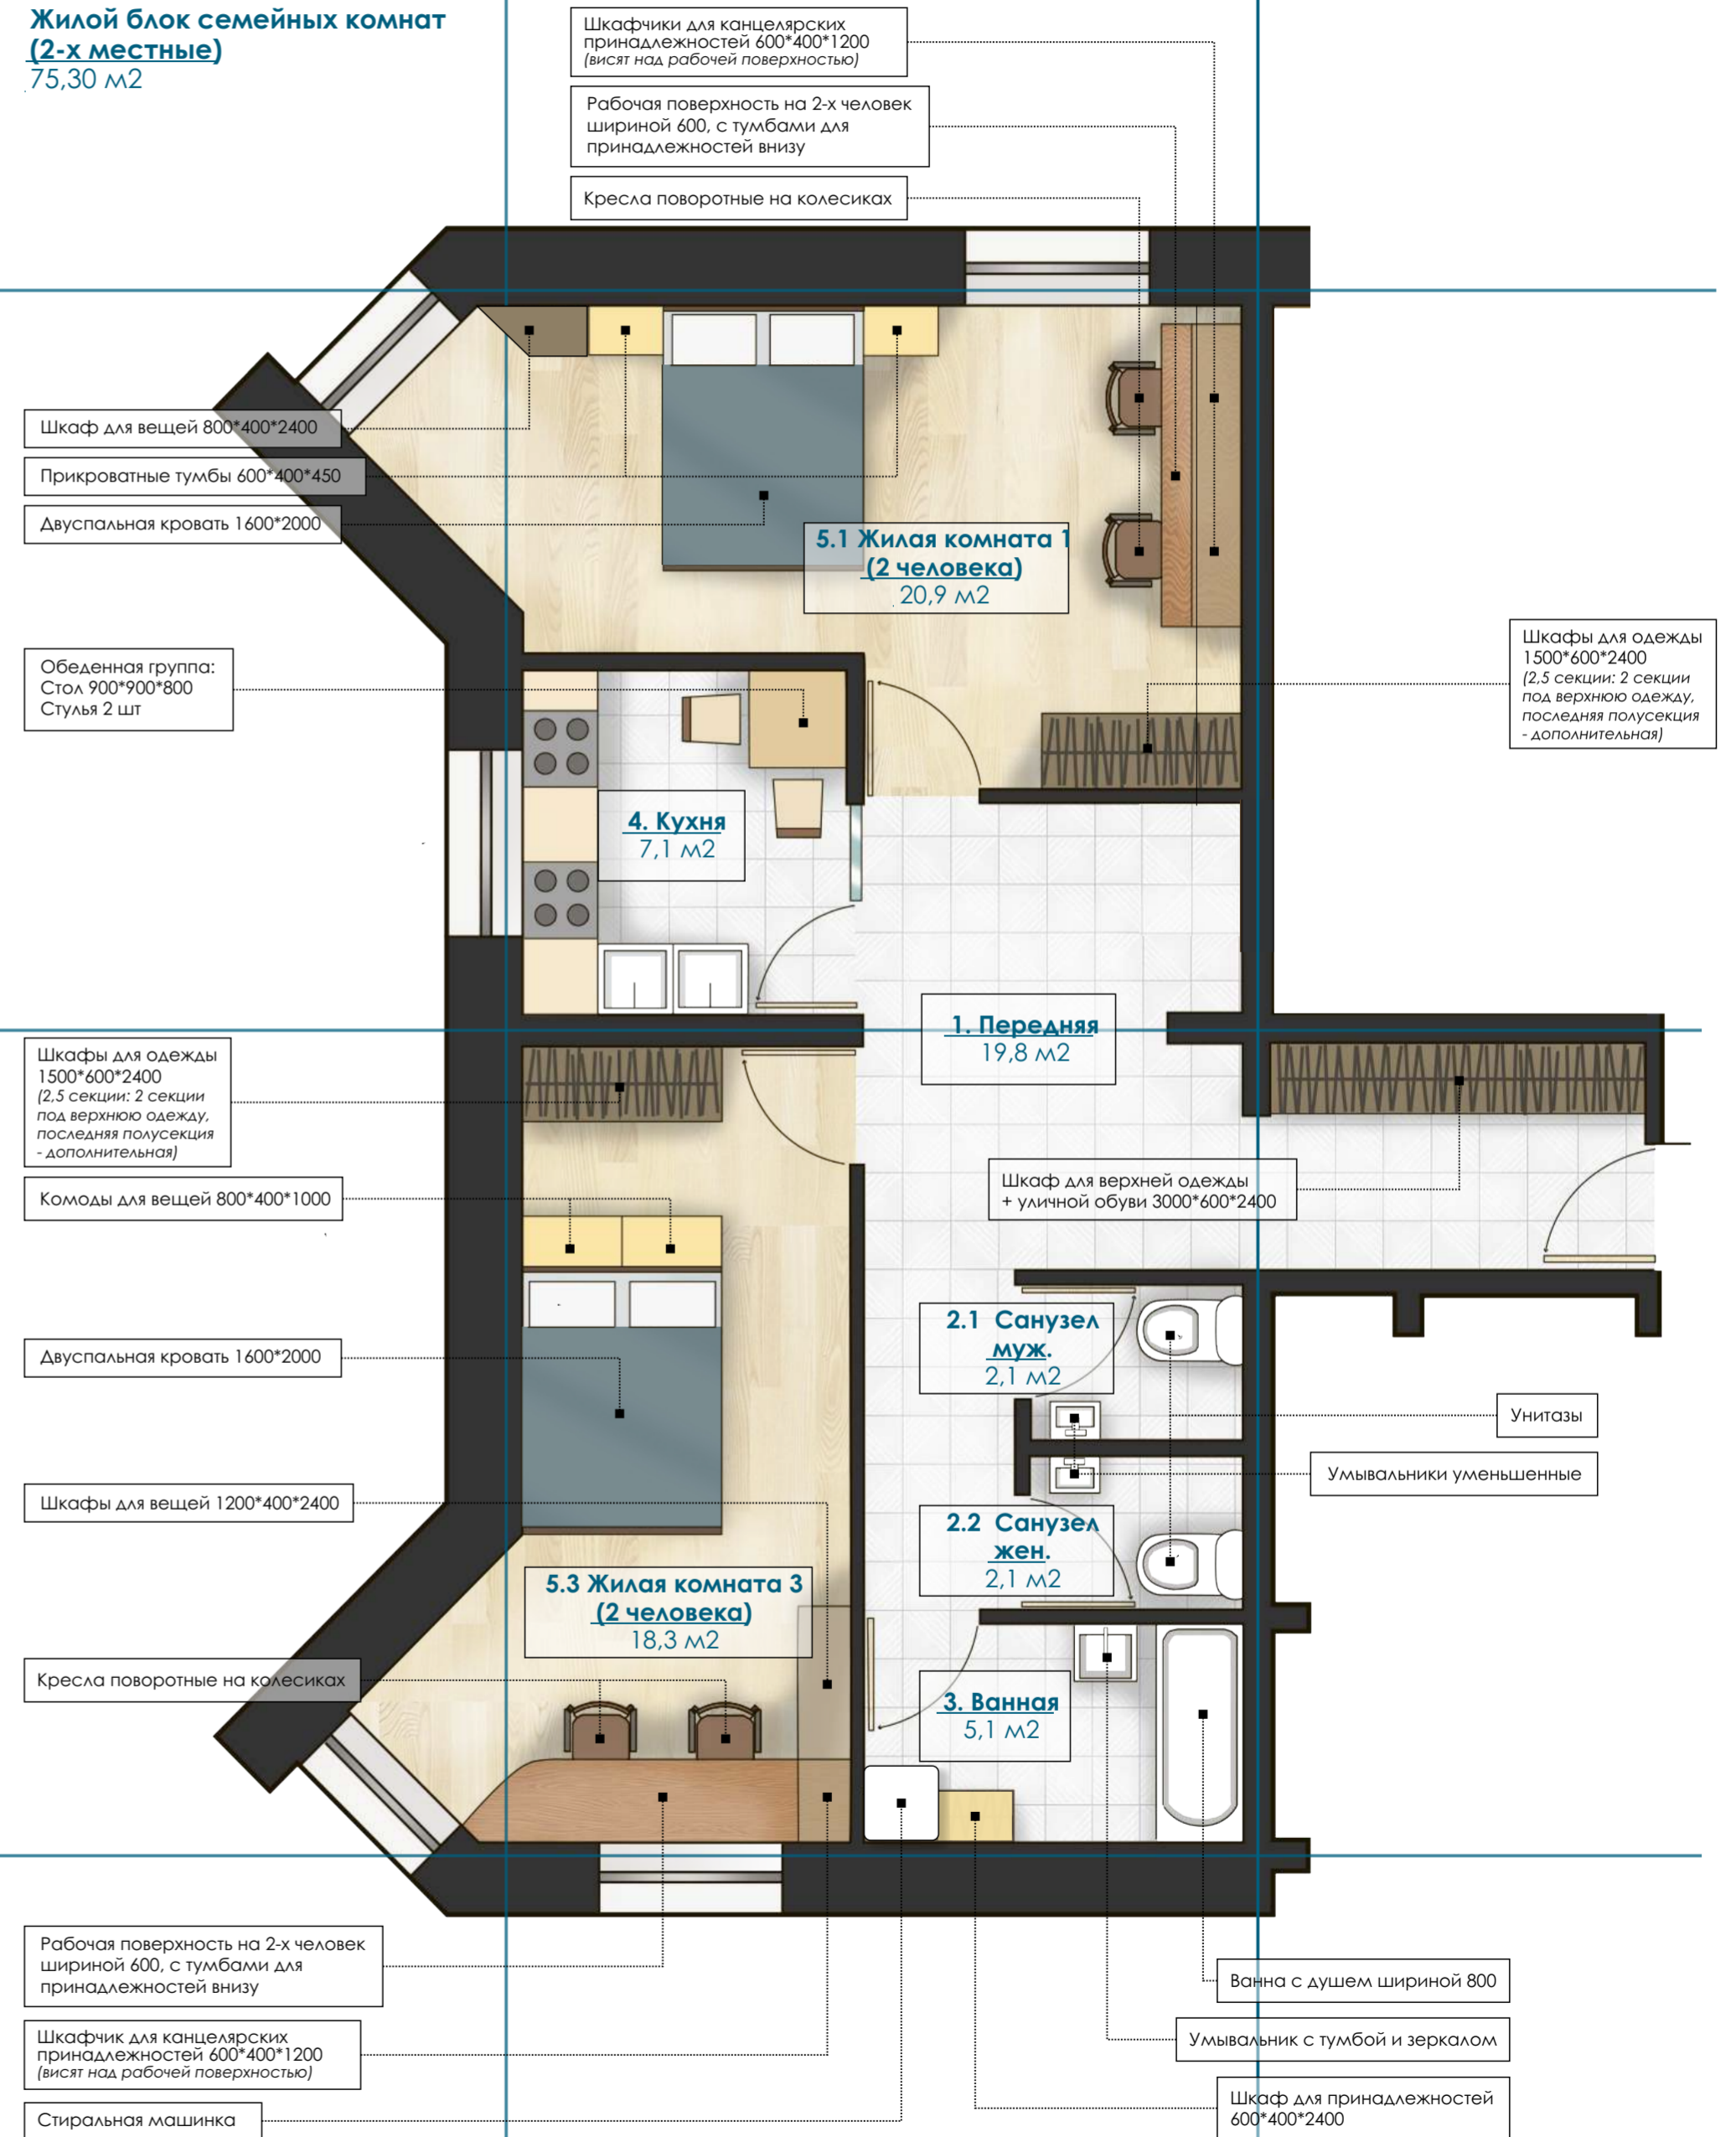 Жилой блок семейных комнат
(2-х местные)
75,30 м2
Шкафчики для канцелярских
принадлежностей 600*400*1200
(висят над рабочей поверхностью)
Рабочая поверхность на 2-х человек
шириной 600, с тумбами для
принадлежностей внизу
Кресла поворотные на колесиках
Шкаф для вещей 800*400*2400
Прикроватные тумбы 600*400*450
Двуспальная кровать 1600*2000
5.1 Жилая комната 1
(2 человека)
20,9 м2
Обеденная группа:
Стол 900*900*800
Стулья 2 шт
Шкафы для одежды
1500*600*2400
(2,5 секции: 2 секции
под верхнюю одежду,
последняя полусекция
- дополнительная)
4. Кухня
7,1 м2
1. Передняя
19,8 м2
Шкафы для одежды
1500*600*2400
(2,5 секции: 2 секции
под верхнюю одежду,
последняя полусекция
- дополнительная)
Шкаф для верхней одежды
+ уличной обуви 3000*600*2400
Комоды для вещей 800*400*1000
2.1 Санузел
муж.
2,1 м2
Двуспальная кровать 1600*2000
Унитазы
Умывальники уменьшенные
Шкафы для вещей 1200*400*2400
2.2 Санузел
жен.
2,1 м2
5.3 Жилая комната 3
(2 человека)
18,3 м2
Кресла поворотные на колесиках
3. Ванная
5,1 м2
Рабочая поверхность на 2-х человек
шириной 600, с тумбами для
принадлежностей внизу
Ванна с душем шириной 800
Шкафчик для канцелярских
принадлежностей 600*400*1200
(висят над рабочей поверхностью)
Умывальник с тумбой и зеркалом
Стиральная машинка
Шкаф для принадлежностей
600*400*2400